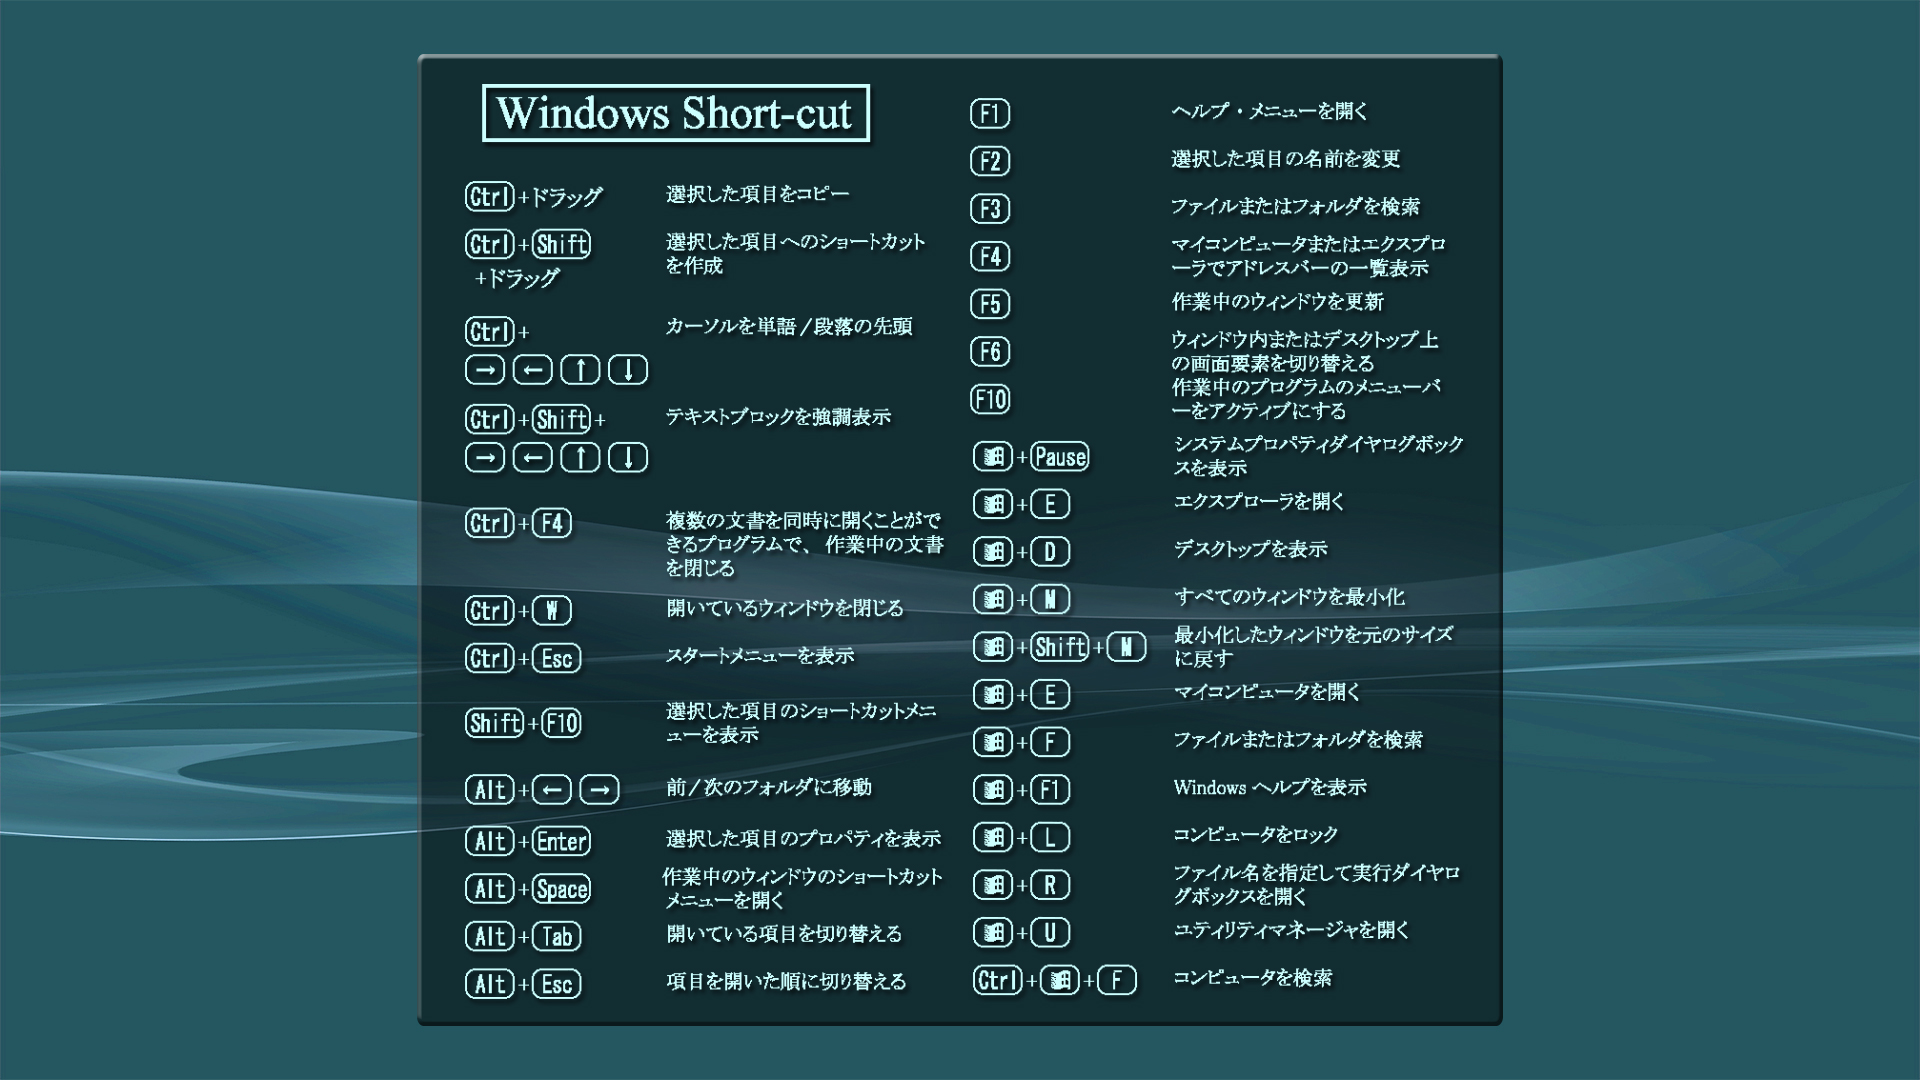 Windows Short-cut
Ctrl+ドラッグ 選択した項目をコピー
Ctrl+Shift 選択した項目へのショートカット
+ドラッグ を作成
Ctrl+ カーソルを単語/段落の先頭
→ ← ↑ ↓
Ctrl+Shift+ テキストブロックを強調表示
→ ← ↑ ↓
Ctrl+F4 複数の文書を同時に開くことがで
きるプログラムで、作業中の文書
を閉じる
Ctrl+W 開いているウィンドウを閉じる
Ctrl+Esc スタートメニューを表示
Shift+F10 選択した項目のショートカットメニ
ューを表示
Alt+← → 前/次のフォルダに移動
Alt+Enter 選択した項目のプロパティを表示
Alt+Space 作業中のウィンドウのショートカット
メニューを開く
Alt+Tab 開いている項目を切り替える
Alt+Esc 項目を開いた順に切り替える
F1 ヘルプ・メニューを開く
F2 選択した項目の名前を変更
F3 ファイルまたはフォルダを検索
F4 マイコンピュータまたはエクスプロ
ーラでアドレスバーの一覧表示
F5 作業中のウィンドウを更新
F6 ウィンドウ内またはデスクトップ上
の画面要素を切り替える
F10 作業中のプログラムのメニューバ
ーをアクティブにする
+Pause システムプロパティダイヤログボック
スを表示
+E エクスプローラを開く
+D デスクトップを表示
+M すべてのウィンドウを最小化
+Shift+M 最小化したウィンドウを元のサイズ
に戻す
+E マイコンピュータを開く
+F ファイルまたはフォルダを検索
+F1 Windows ヘルプを表示
+L コンピュータをロック
+R ファイル名を指定して実行ダイヤロ
グボックスを開く
+U ユティリティマネージャを開く
Ctrl++F コンピュータを検索